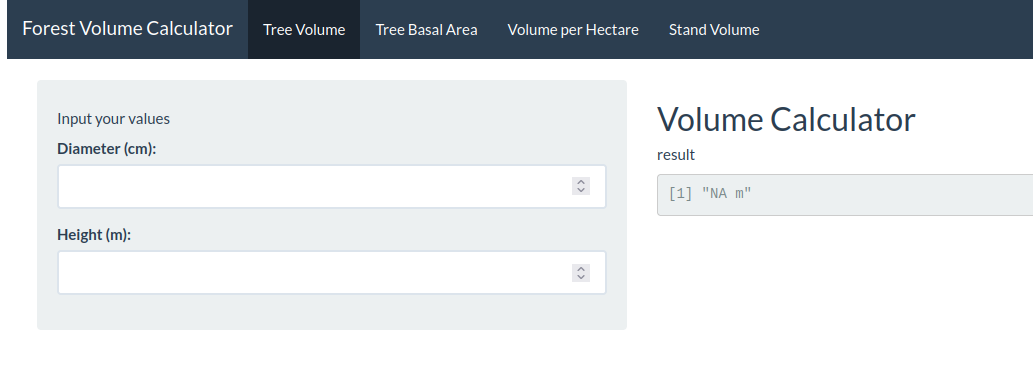 Forest Volume Calculator Tree Volume Tree Basal Area Volume per Hectare Stand Volume
Input your values
Diameter (cm):
Height (m):
Volume Calculator
result
[1] "NA m"